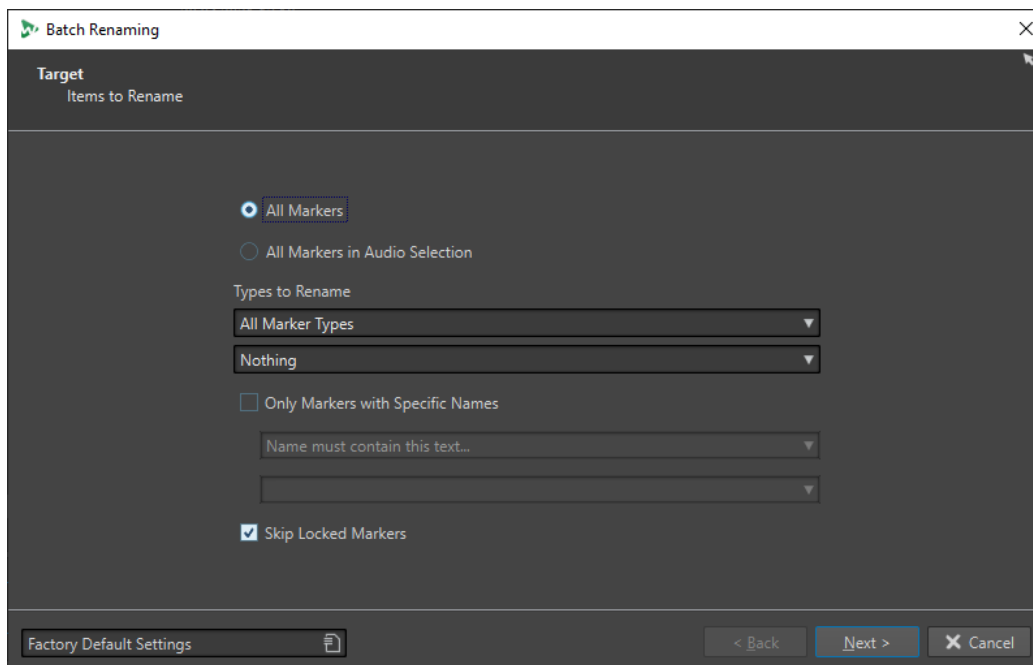 Batch Renaming
Target
Items to Rename
All Markers
All Markers in Audio Selection
Types to Rename
All Marker Types
Nothing
Only Markers with Specific Names
Name must contain this text...
Skip Locked Markers
Factory Default Settings
< Back Next > Cancel